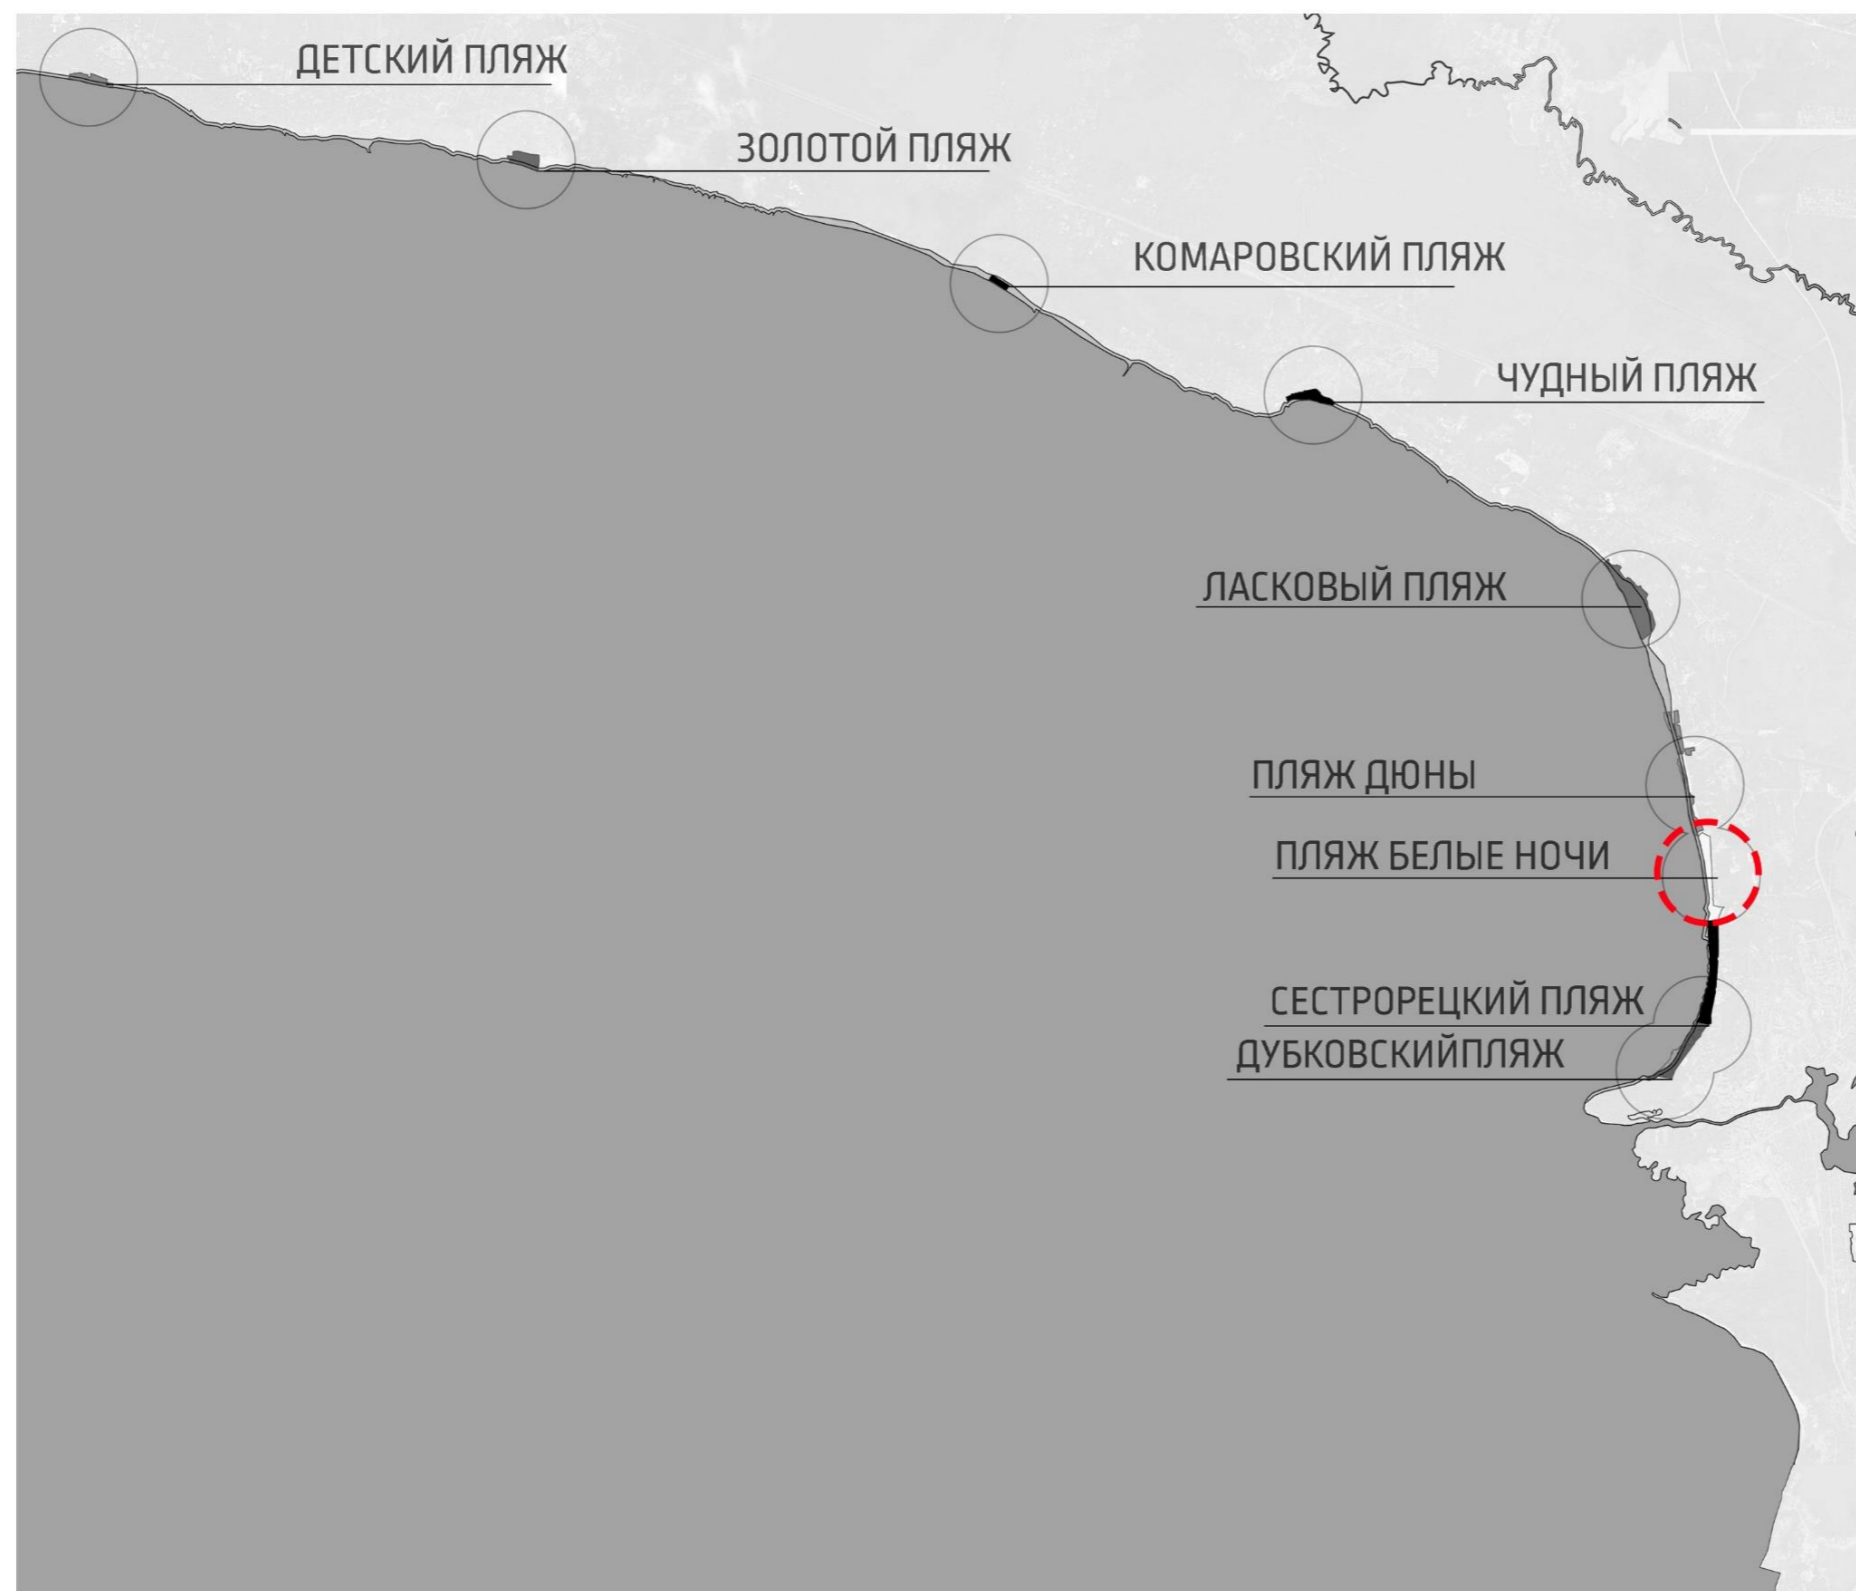 ДЕТСКИЙ ПЛЯЖ
ЗОЛОТОЙ ПЛЯЖ
КОМАРОВСКИЙ ПЛЯЖ
ЧУДНЫЙ ПЛЯЖ
ЛАСКОВЫЙ ПЛЯЖ
ПЛЯЖ ДЮНЫ
ПЛЯЖ БЕЛЫЕ НОЧИ
СЕСТРОРЕЦКИЙ ПЛЯЖ
ДУБКОВСКИЙПЛЯЖ